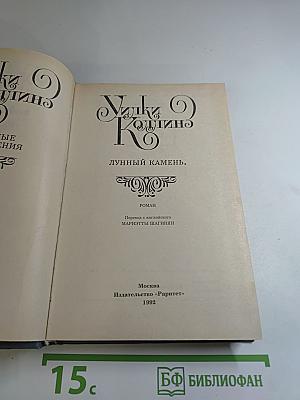 Уилки
Коллинз
ЛУННЫЙ КАМЕНЬ.
РОМАН
Перевод с английского
МАРИЭТТЫ ШАГИНЯН
Москва
Издательство «Раритет»
1992
15с
БФ БИБЛИОФАН